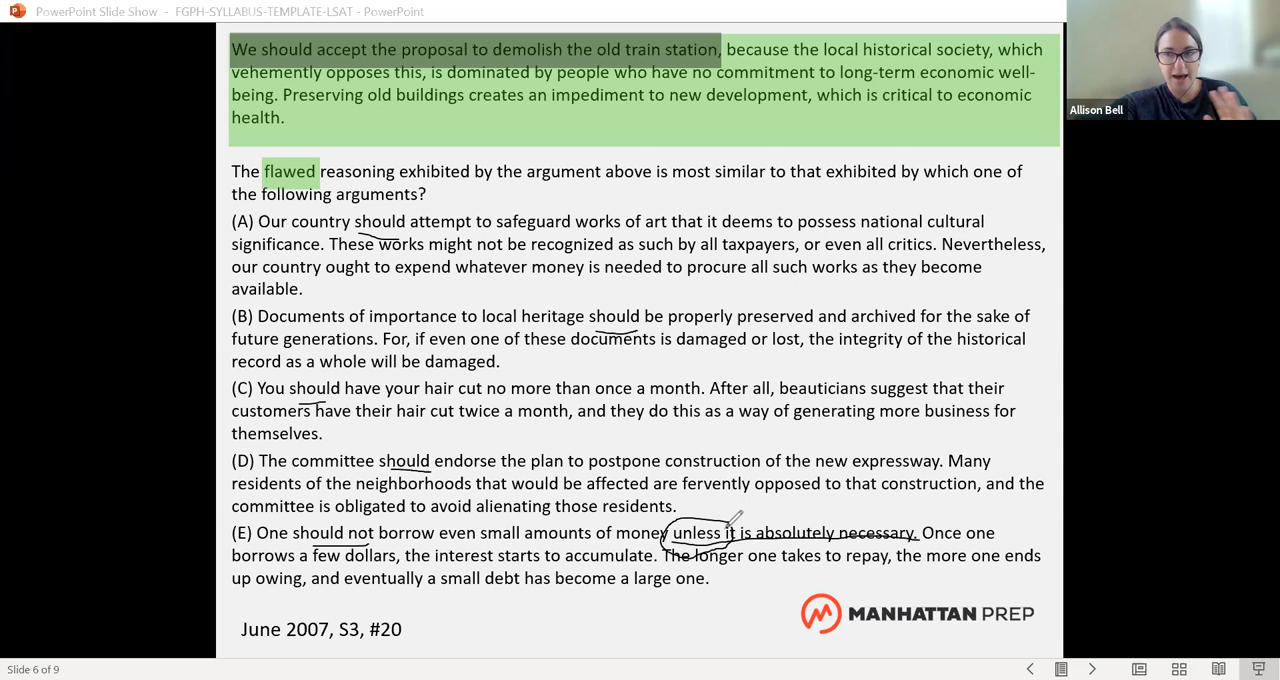 PowerPoint Slide Show - FGPH-SYLLABUS-TEMPLATE-LSAT - PowerPoint
We should accept the proposal to demolish the old train station, because the local historical society, which
vehemently opposes this, is dominated by people who have no commitment to long-term economic well-
being. Preserving old buildings creates an impediment to new development, which is critical to economic
health.
Allison Bell
The flawed reasoning exhibited by the argument above is most similar to that exhibited by which one of
the following arguments?
(A) Our country should attempt to safeguard works of art that it deems to possess national cultural
significance. These works might not be recognized as such by all taxpayers, or even all critics. Nevertheless,
our country ought to expend whatever money is needed to procure all such works as they become
available.
(B) Documents of importance to local heritage should be properly preserved and archived for the sake of
future generations. For, if even one of these documents is damaged or lost, the integrity of the historical
record as a whole will be damaged.
(C) You should have your hair cut no more than once a month. After all, beauticians suggest that their
customers have their hair cut twice a month, and they do this as a way of generating more business for
themselves.
(D) The committee should endorse the plan to postpone construction of the new expressway. Many
residents of the neighborhoods that would be affected are fervently opposed to that construction, and the
committee is obligated to avoid alienating those residents.
(E) One should not borrow even small amounts of money unless it is absolutely necessary. Once one
borrows a few dollars, the interest starts to accumulate. The longer one takes to repay, the more one ends
up owing, and eventually a small debt has become a large one.
MANHATTAN PREP
June 2007, S3, #20
Slide 6 of 9